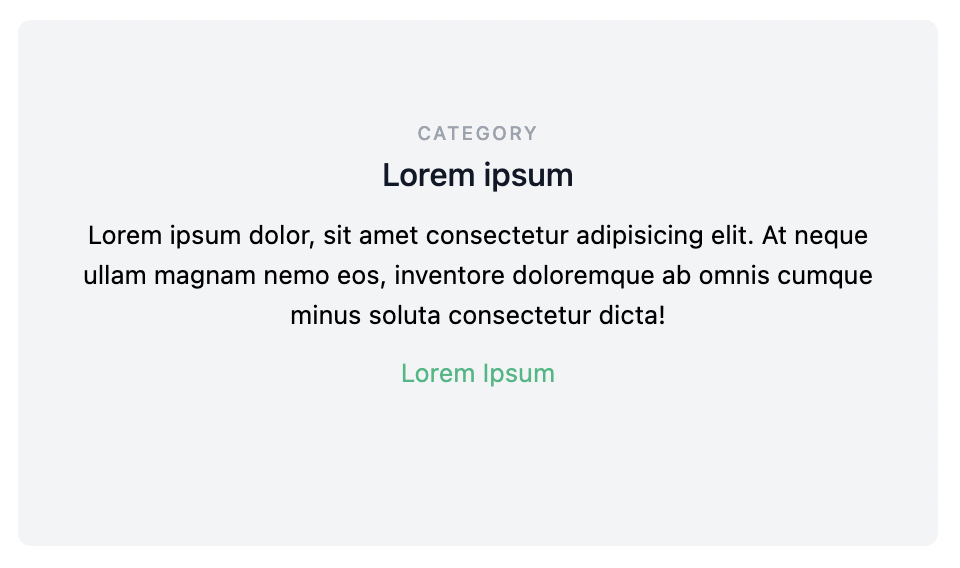 CATEGORY
Lorem ipsum
Lorem ipsum dolor, sit amet consectetur adipisicing elit. At neque
ullam magnam nemo eos, inventore doloremque ab omnis cumque
minus soluta consectetur dicta!
Lorem Ipsum